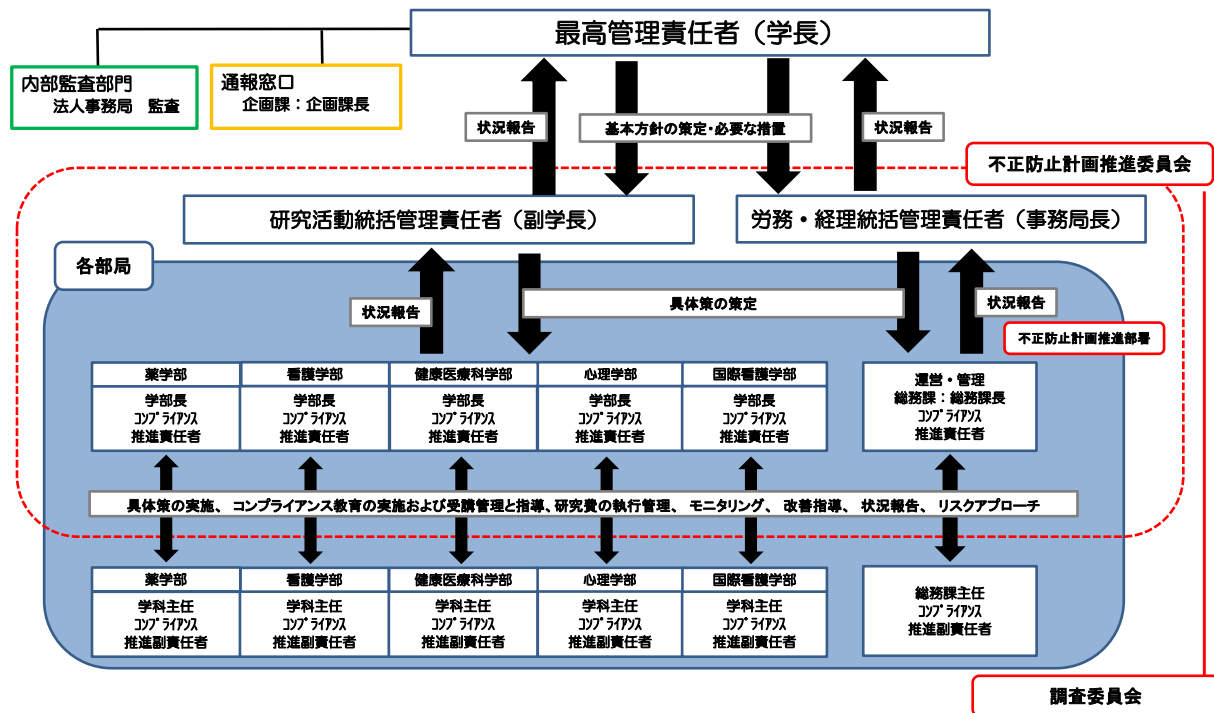 最高管理責任者（学長）
内部監査部門
法人事務局　監査
通報窓口
企画課：企画課長
状況報告
基本方針の策定・必要な措置
状況報告
不正防止計画推進委員会
研究活動統括管理責任者（副学長）
労務・経理統括管理責任者（事務局長）
各部局
状況報告
具体策の策定
状況報告
不正防止計画推進部署
薬学部
学部長
ｺﾝﾌﾟﾗｲｱﾝｽ
推進責任者
看護学部
学部長
ｺﾝﾌﾟﾗｲｱﾝｽ
推進責任者
健康医療科学部
学部長
ｺﾝﾌﾟﾗｲｱﾝｽ
推進責任者
心理学部
学部長
ｺﾝﾌﾟﾗｲｱﾝｽ
推進責任者
国際看護学部
学部長
ｺﾝﾌﾟﾗｲｱﾝｽ
推進責任者
運営・管理
総務課：総務課長
ｺﾝﾌﾟﾗｲｱﾝｽ
推進責任者
具体策の実施、コンプライアンス教育の実施および受講管理と指導、研究費の執行管理、モニタリング、改善指導、状況報告、リスクアプローチ
薬学部
学科主任
ｺﾝﾌﾟﾗｲｱﾝｽ
推進副責任者
看護学部
学科主任
ｺﾝﾌﾟﾗｲｱﾝｽ
推進副責任者
健康医療科学部
学科主任
ｺﾝﾌﾟﾗｲｱﾝｽ
推進副責任者
心理学部
学科主任
ｺﾝﾌﾟﾗｲｱﾝｽ
推進副責任者
国際看護学部
学科主任
ｺﾝﾌﾟﾗｲｱﾝｽ
推進副責任者
総務課主任
ｺﾝﾌﾟﾗｲｱﾝｽ
推進副責任者
調査委員会